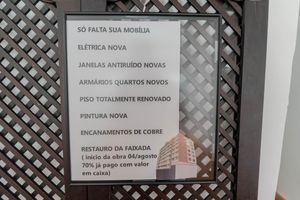 SÓ FALTA SUA MOBÍLIA
ELÉTRICA NOVA
JANELAS ANTIRUÍDO NOVAS
ARMÁRIOS QUARTOS NOVOS
PISO TOTALMENTE RENOVADO
PINTURA NOVA
ENCANAMENTOS DE COBRE
RESTAURO DA FAIXADA
( inicio da obra 04/agosto
70% já pago com valor
em caixa)